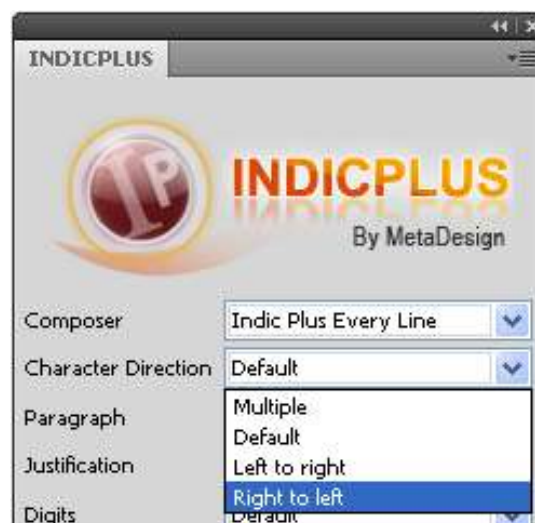 INDICPLUS
IP INDICPLUS
By MetaDesign
Composer Indic Plus Every Line
Character Direction Default
Multiple
Paragraph
Default
Justification Left to right
Right to left
Digits Default